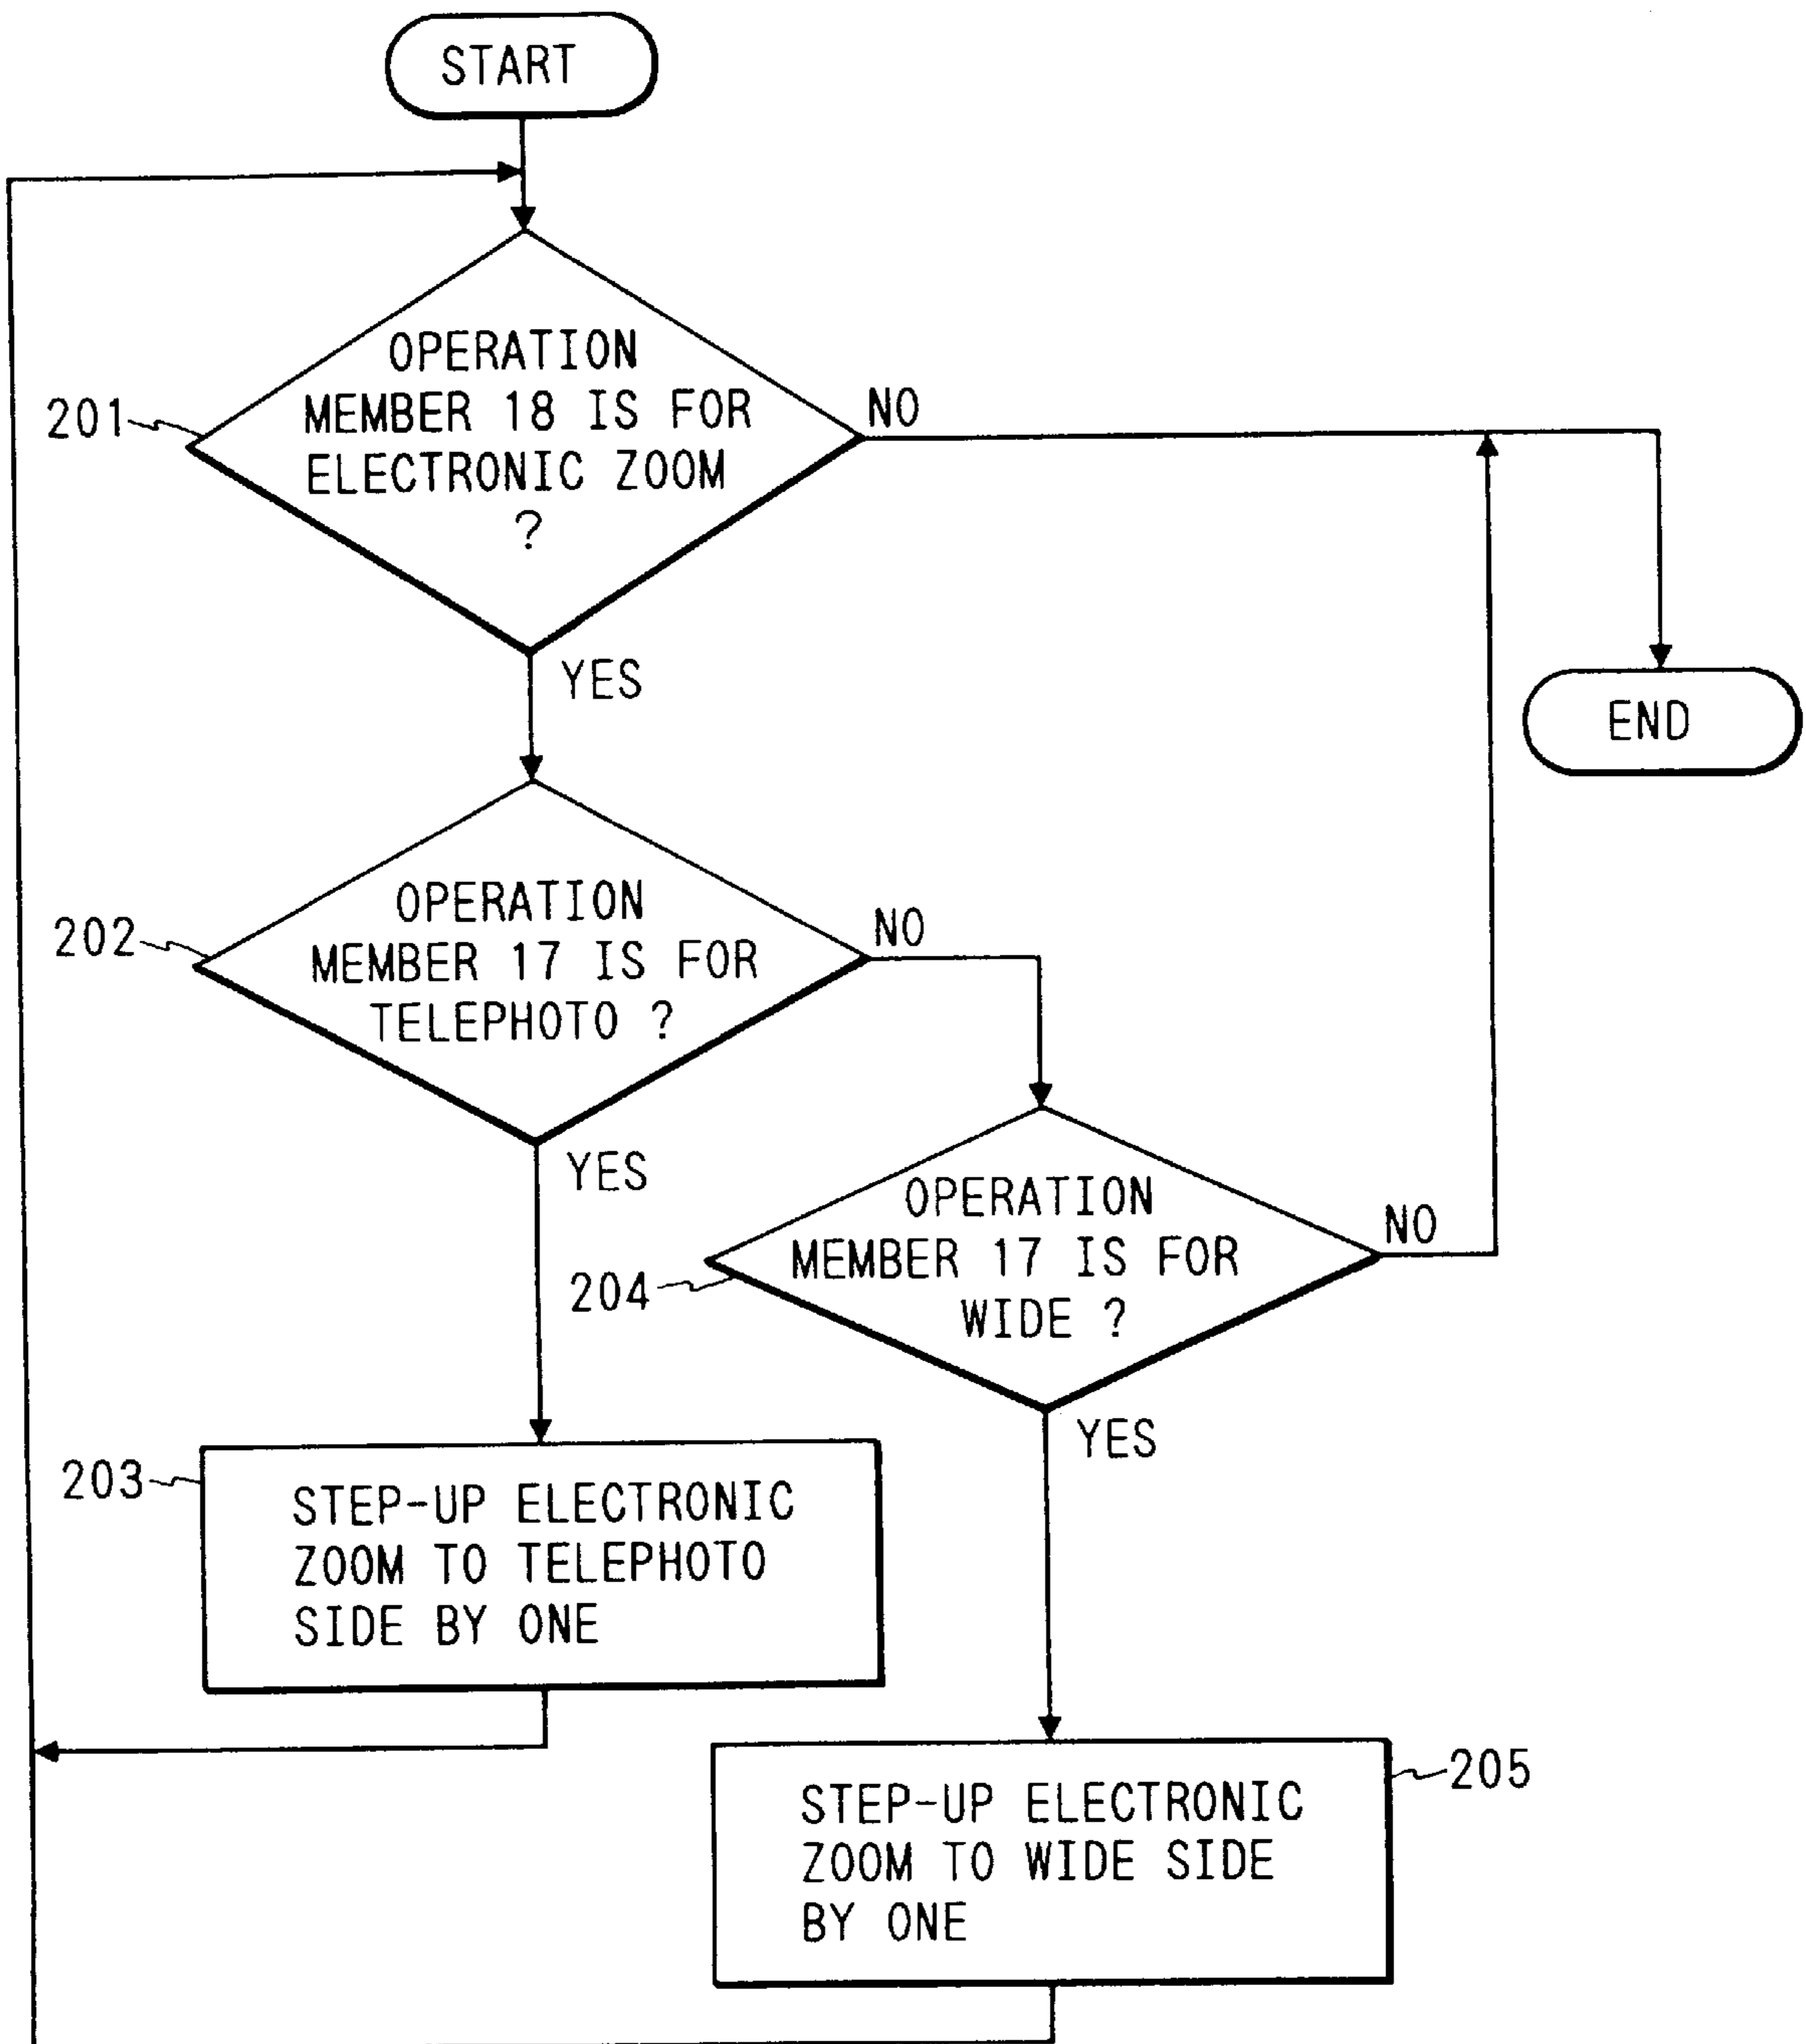 START
OPERATION
MEMBER 18 IS FOR
ELECTRONIC ZOOM
?
201
NO
YES
END
OPERATION
MEMBER 17 IS FOR
TELEPHOTO ?
202
NO
YES
OPERATION
MEMBER 17 IS FOR
WIDE ?
204
NO
YES
203
STEP-UP ELECTRONIC
ZOOM TO TELEPHOTO
SIDE BY ONE
205
STEP-UP ELECTRONIC
ZOOM TO WIDE SIDE
BY ONE